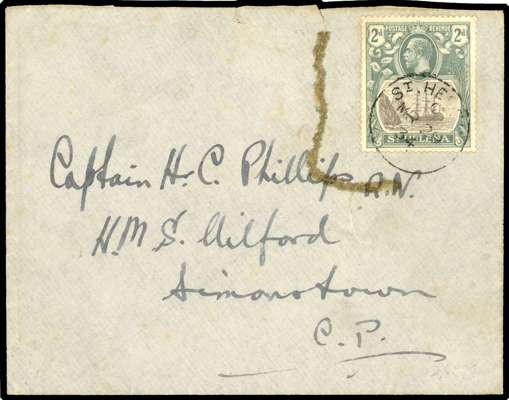 2d POSTAGE & REVENUE 2d
ST. HELENA
ST. HE
C
Captain H. C. Phillips R.N.
H.M.S. Milford
Simonstown
C.P.